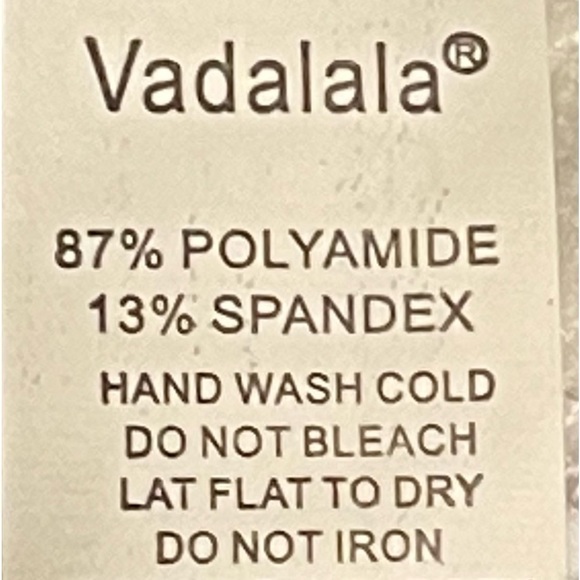 Vadalala®
87% POLYAMIDE
13% SPANDEX
HAND WASH COLD
DO NOT BLEACH
LAT FLAT TO DRY
DO NOT IRON